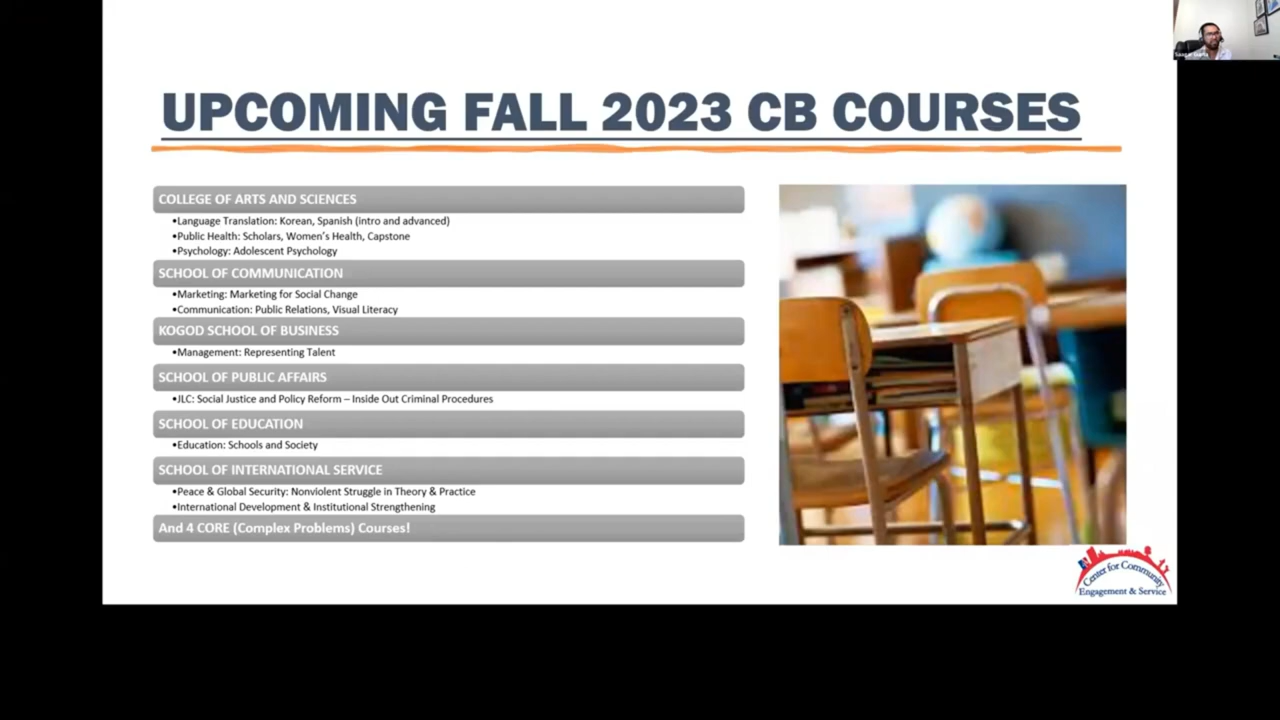 UPCOMING FALL 2023 CB COURSES
COLLEGE OF ARTS AND SCIENCES
•Language Translation: Korean, Spanish (intro and advanced)
•Public Health: Scholars, Women's Health, Capstone
•Psychology: Adolescent Psychology
SCHOOL OF COMMUNICATION
•Marketing: Marketing for Social Change
•Communication: Public Relations, Visual Literacy
KOGOD SCHOOL OF BUSINESS
•Management: Representing Talent
SCHOOL OF PUBLIC AFFAIRS
•JLC: Social Justice and Policy Reform – Inside Out Criminal Procedures
SCHOOL OF EDUCATION
•Education: Schools and Society
SCHOOL OF INTERNATIONAL SERVICE
•Peace & Global Security: Nonviolent Struggle in Theory & Practice
•International Development & Institutional Strengthening
And 4 CORE (Complex Problems) Courses!
Center for Community
Engagement & Service